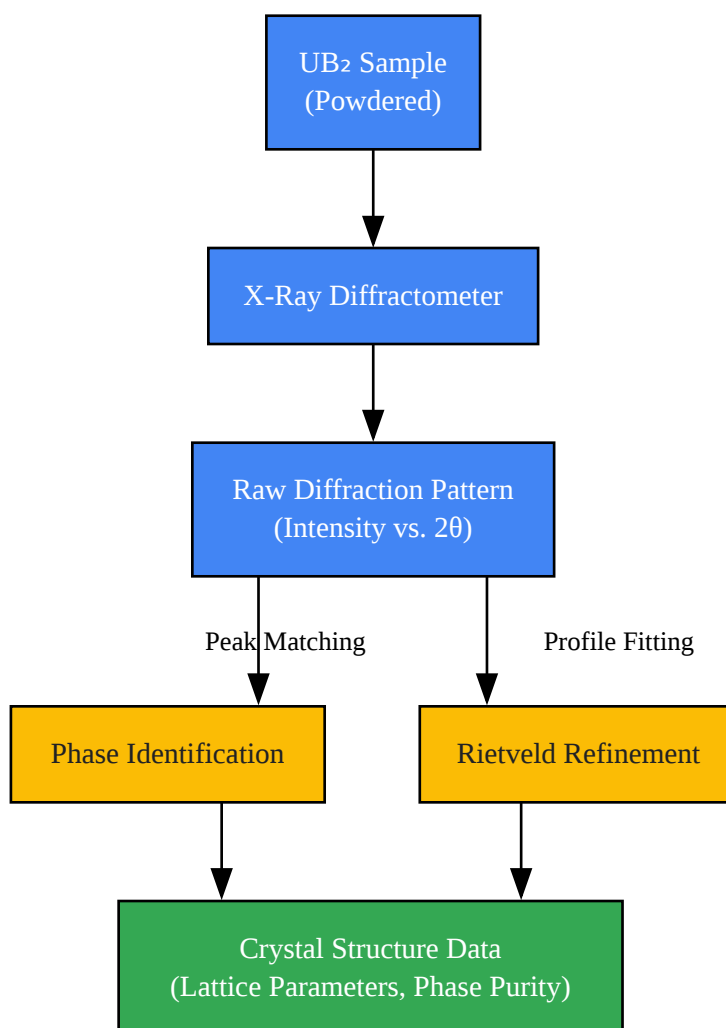 UB₂ Sample
(Powdered)
X-Ray Diffractometer
Raw Diffraction Pattern
(Intensity vs. 2θ)
Peak Matching
Profile Fitting
Phase Identification
Rietveld Refinement
Crystal Structure Data
(Lattice Parameters, Phase Purity)